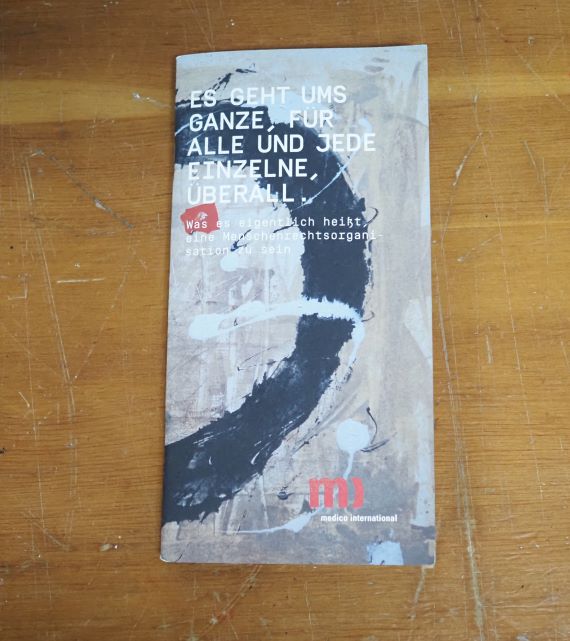 ES GEHT UMS
GANZE, FÜR
ALLE UND JEDE
EINZELNE,
ÜBERALL.
Was es eigentlich heißt,
eine Menschenrechtsorgani-
sation zu sein
m)
medico international